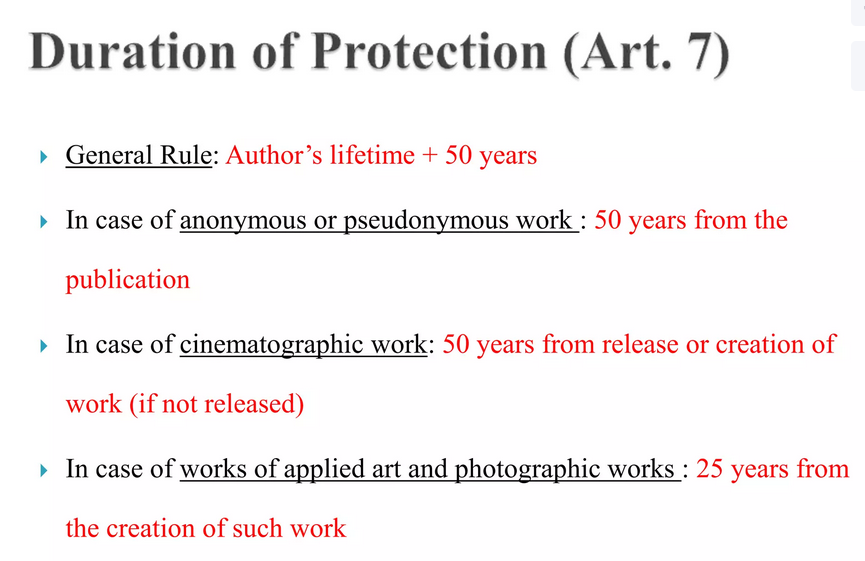 Duration of Protection (Art. 7)
General Rule: Author’s lifetime + 50 years
In case of anonymous or pseudonymous work : 50 years from the
publication
In case of cinematographic work: 50 years from release or creation of
work (if not released)
In case of works of applied art and photographic works : 25 years from
the creation of such work